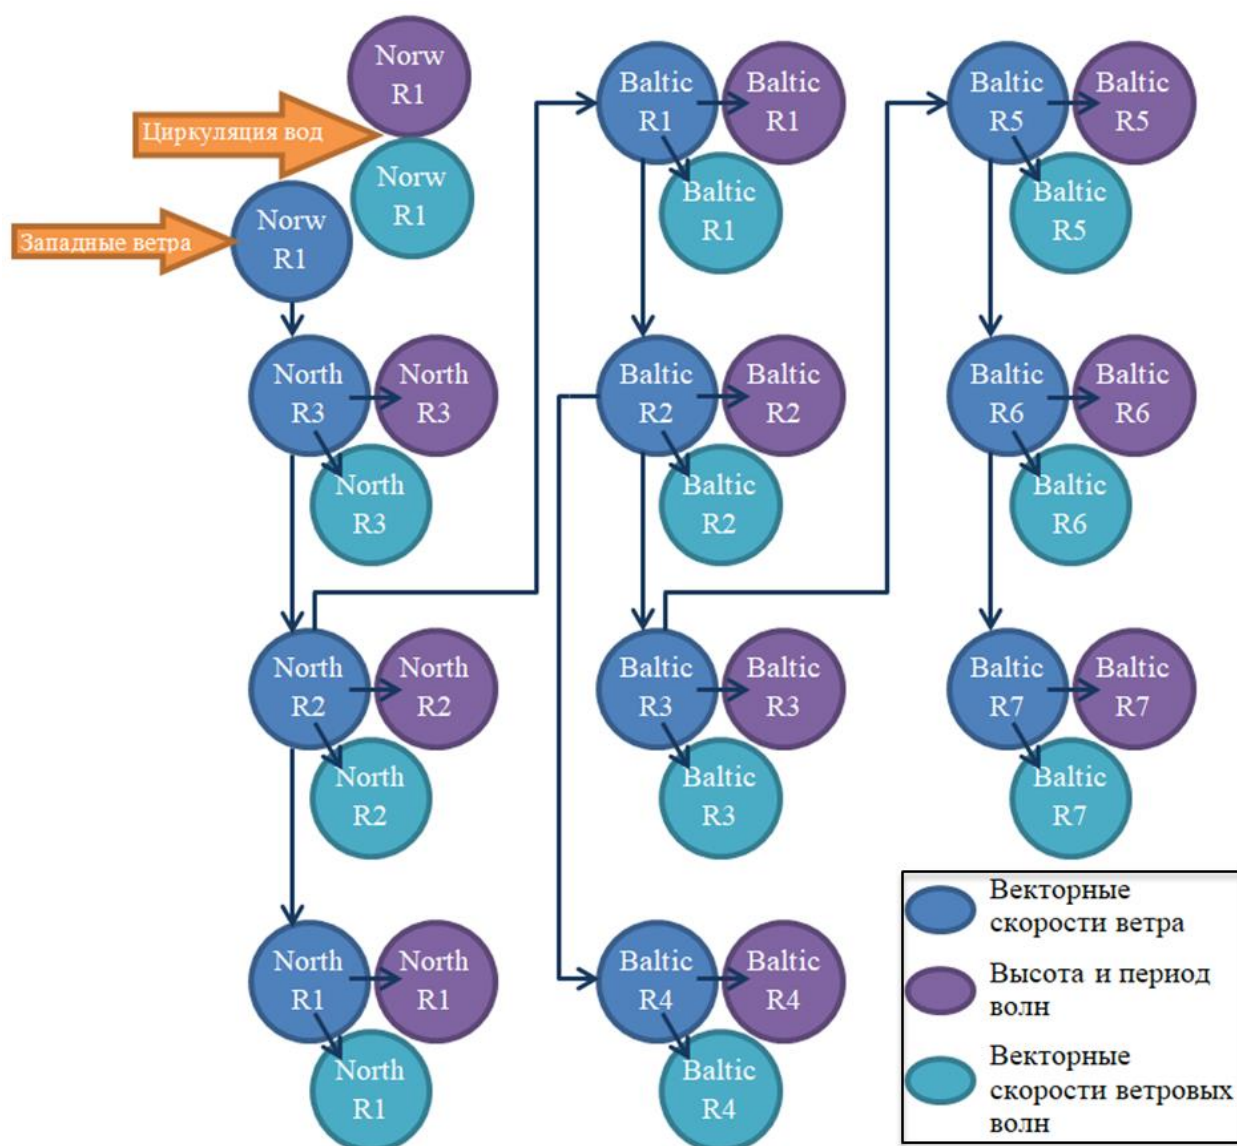 Norw
R1
Циркуляция вод
Norw
R1
Norw
R1
Западные ветра
North
R3
North
R3
North
R3
North
R2
North
R2
North
R2
North
R1
North
R1
North
R1
Baltic
R1
Baltic
R1
Baltic
R1
Baltic
R2
Baltic
R2
Baltic
R2
Baltic
R3
Baltic
R3
Baltic
R3
Baltic
R4
Baltic
R4
Baltic
R4
Baltic
R5
Baltic
R5
Baltic
R5
Baltic
R6
Baltic
R6
Baltic
R6
Baltic
R7
Baltic
R7
Baltic
R7
Векторные
скорости ветра
Высота и период
волн
Векторные
скорости ветровых
волн